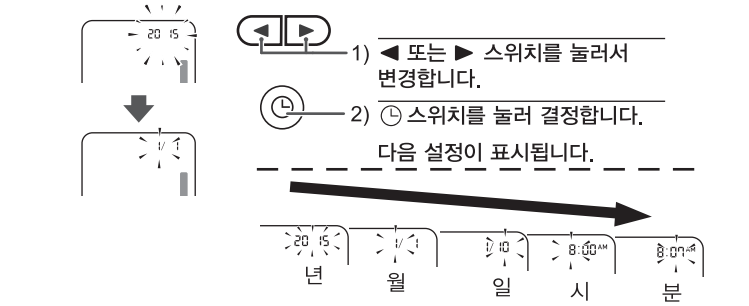 20 15
1) ◀ 또는 ▶ 스위치를 눌러서
변경합니다.
2) 스위치를 눌러 결정합니다.
1/ 1
다음 설정이 표시됩니다.
20 15
1/ 1
1/ 10
8:00AM
8:09AM
년
월
일
시
분